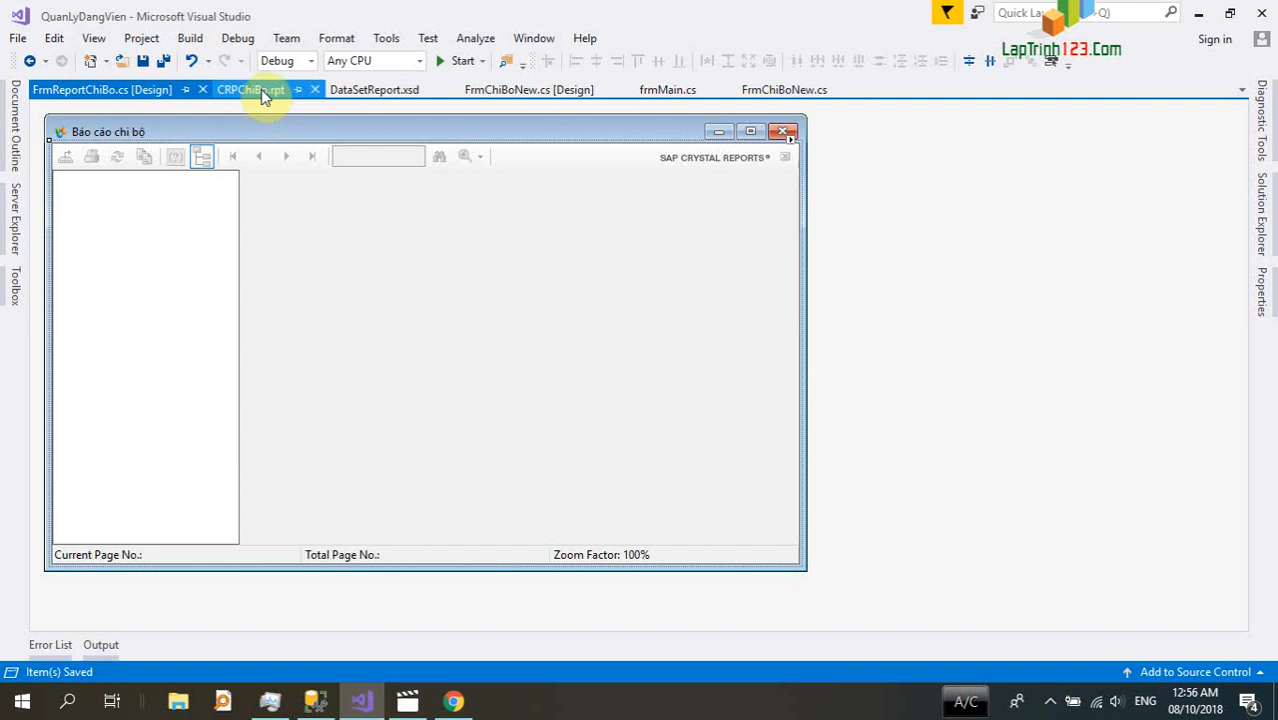 QuanLyDangVien - Microsoft Visual Studio
Quick La
+Q)
File Edit View Project Build Debug Team Format Tools Test Analyze Window Help
LapTrinh123.Com
Sign in
Debug Any CPU Start
FrmReportChiBo.cs [Design] CRPChiBo.rpt DataSetReport.xsd FrmChiBoNew.cs [Design] frmMain.cs FrmChiBoNew.cs
Document Outline
Server Explorer
Toolbox
Báo cáo chi bộ
SAP CRYSTAL REPORTS®
Current Page No.: Total Page No.: Zoom Factor: 100%
Diagnostic Tools
Solution Explorer
Properties
Error List Output
Item(s) Saved
Add to Source Control
A/C
ENG
12:56 AM
08/10/2018
4